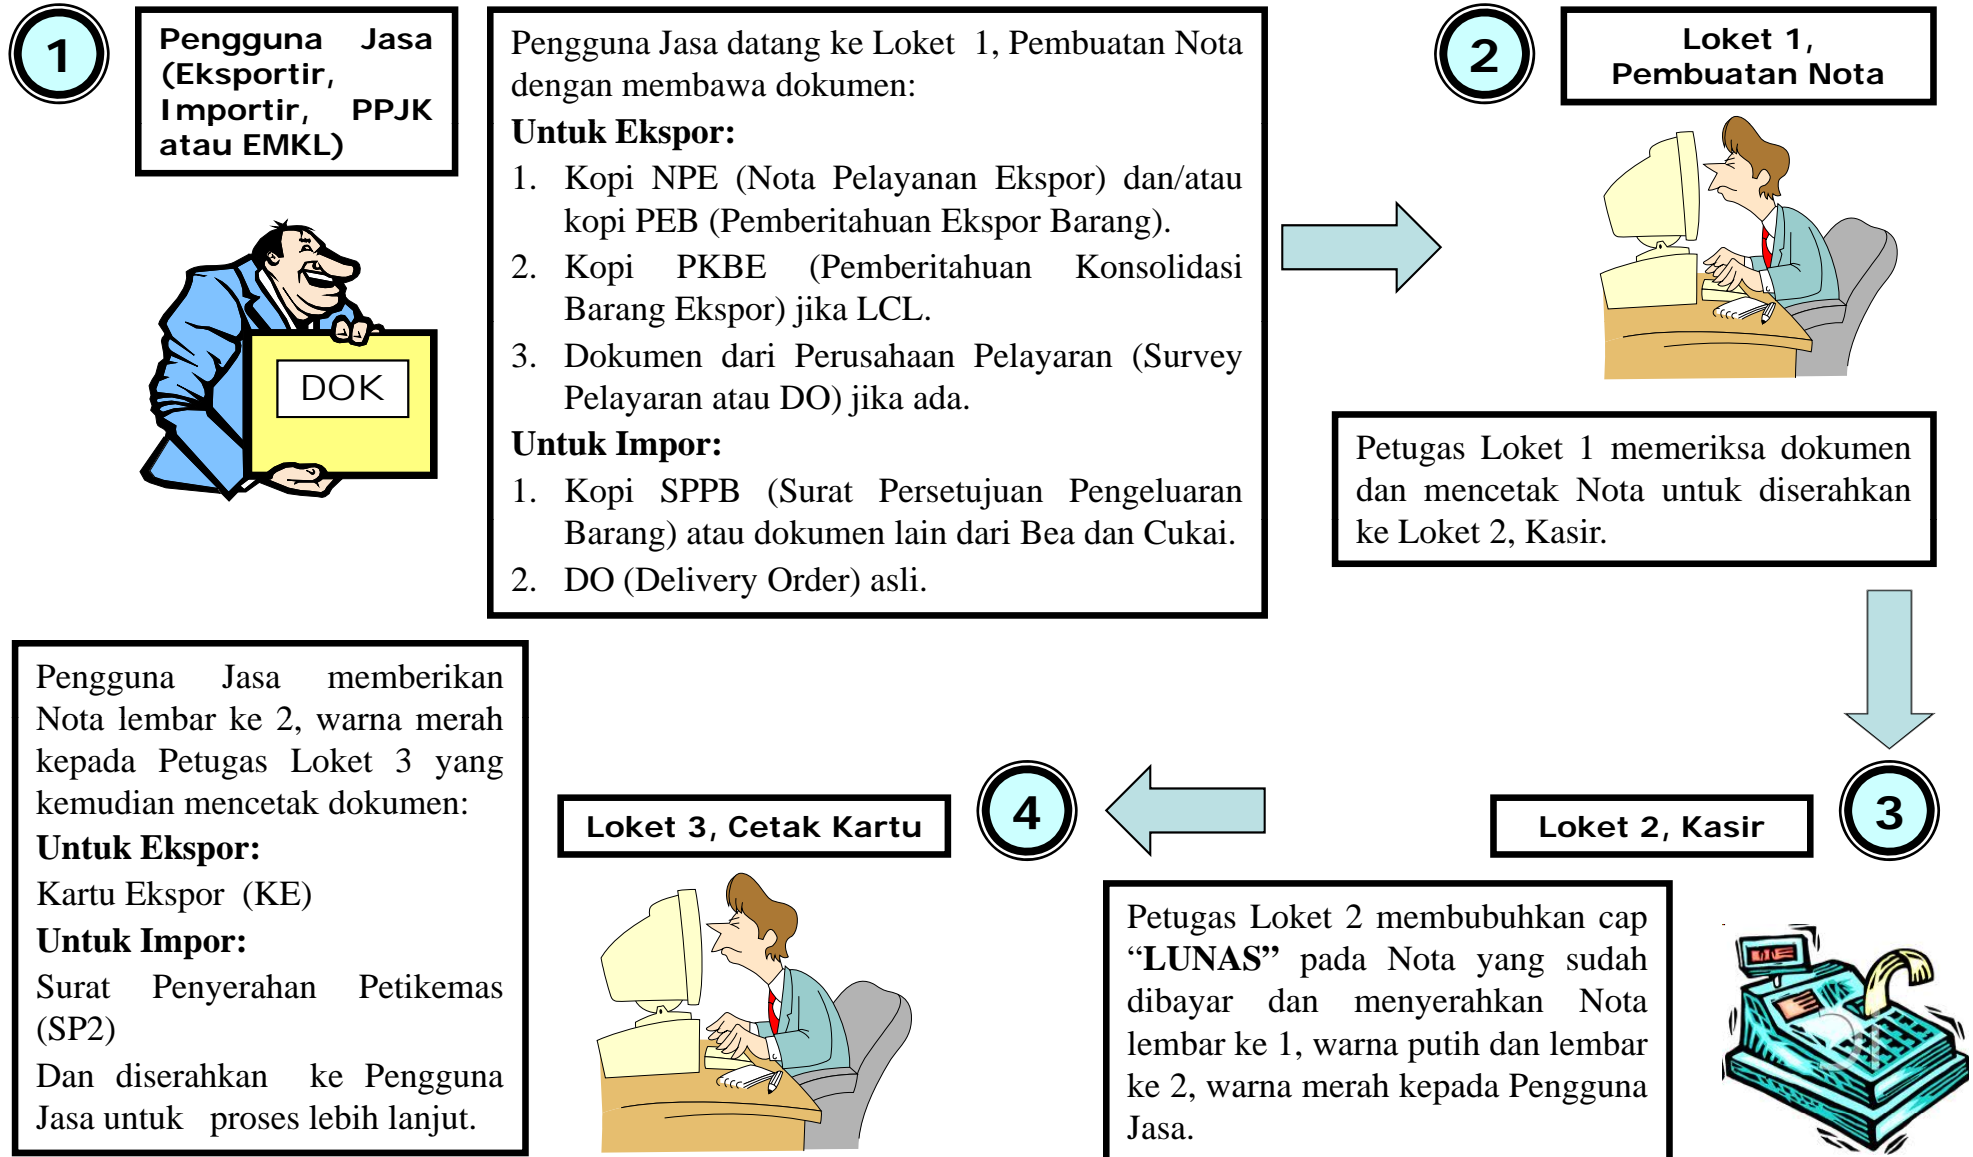 1
Pengguna Jasa
(Eksportir,
Importir, PPJK
atau EMKL)
DOK
Pengguna Jasa datang ke Loket 1, Pembuatan Nota
dengan membawa dokumen:
Untuk Ekspor:
1. Kopi NPE (Nota Pelayanan Ekspor) dan/atau
kopi PEB (Pemberitahuan Ekspor Barang).
2. Kopi PKBE (Pemberitahuan Konsolidasi
Barang Ekspor) jika LCL.
3. Dokumen dari Perusahaan Pelayaran (Survey
Pelayaran atau DO) jika ada.
Untuk Impor:
1. Kopi SPPB (Surat Persetujuan Pengeluaran
Barang) atau dokumen lain dari Bea dan Cukai.
2. DO (Delivery Order) asli.
2
Loket 1,
Pembuatan Nota
Petugas Loket 1 memeriksa dokumen
dan mencetak Nota untuk diserahkan
ke Loket 2, Kasir.
3
Loket 2, Kasir
Petugas Loket 2 membubuhkan cap
“LUNAS” pada Nota yang sudah
dibayar dan menyerahkan Nota
lembar ke 1, warna putih dan lembar
ke 2, warna merah kepada Pengguna
Jasa.
4
Loket 3, Cetak Kartu
Pengguna Jasa memberikan
Nota lembar ke 2, warna merah
kepada Petugas Loket 3 yang
kemudian mencetak dokumen:
Untuk Ekspor:
Kartu Ekspor (KE)
Untuk Impor:
Surat Penyerahan Petikemas
(SP2)
Dan diserahkan ke Pengguna
Jasa untuk proses lebih lanjut.